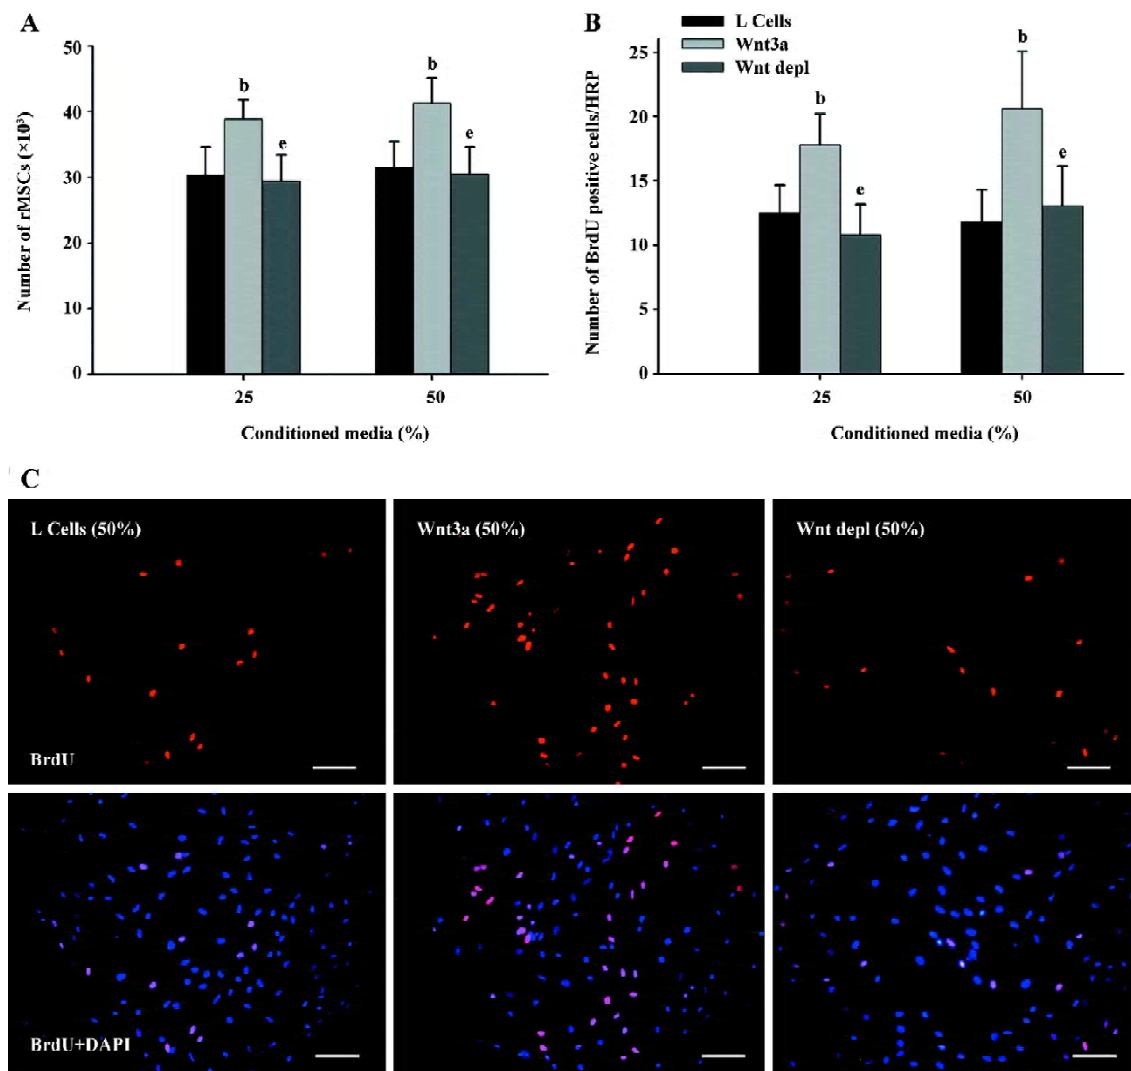 A
Number of rMSCs (×10³)
50
40
30
20
10
0
b
e
b
e
25
50
Conditioned media (%)
B
L Cells
Wnt3a
Wnt depl
Number of BrdU positive cells/HRP
25
20
15
10
5
0
b
e
b
e
25
50
Conditioned media (%)
C
L Cells (50%)
Wnt3a (50%)
Wnt depl (50%)
BrdU
BrdU+DAPI